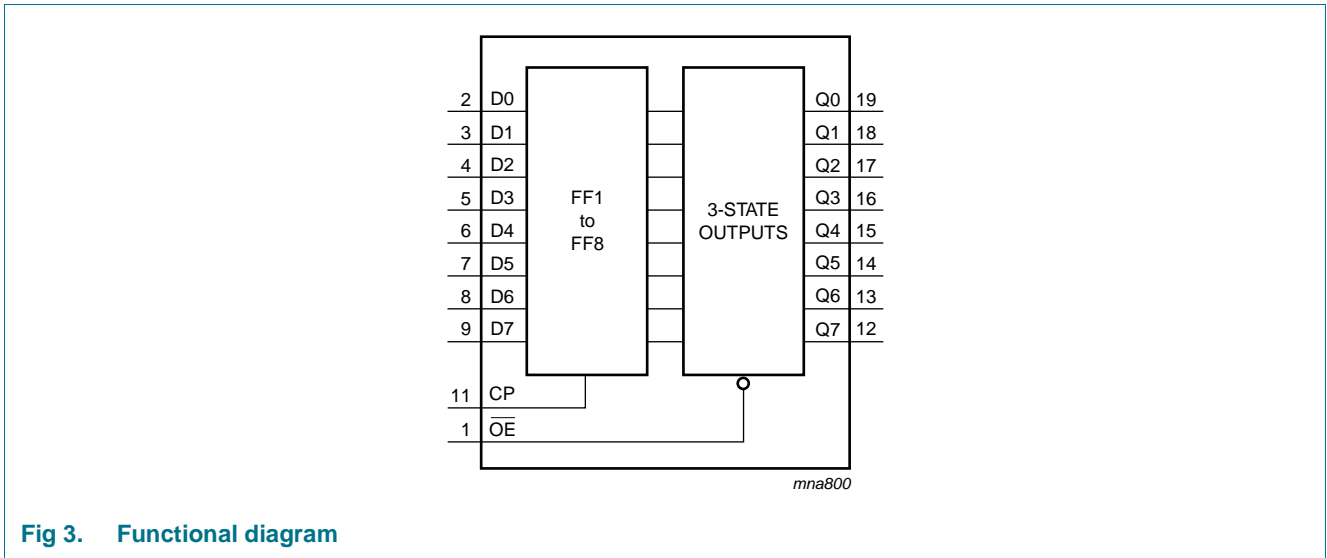 2 D0 Q0 19
3 D1 Q1 18
4 D2 Q2 17
5 D3 FF1 Q3 16
to 3-STATE
6 D4 FF8 OUTPUTS Q4 15
7 D5 Q5 14
8 D6 Q6 13
9 D7 Q7 12
11 CP
1 O̅E̅
mna800
Fig 3. Functional diagram